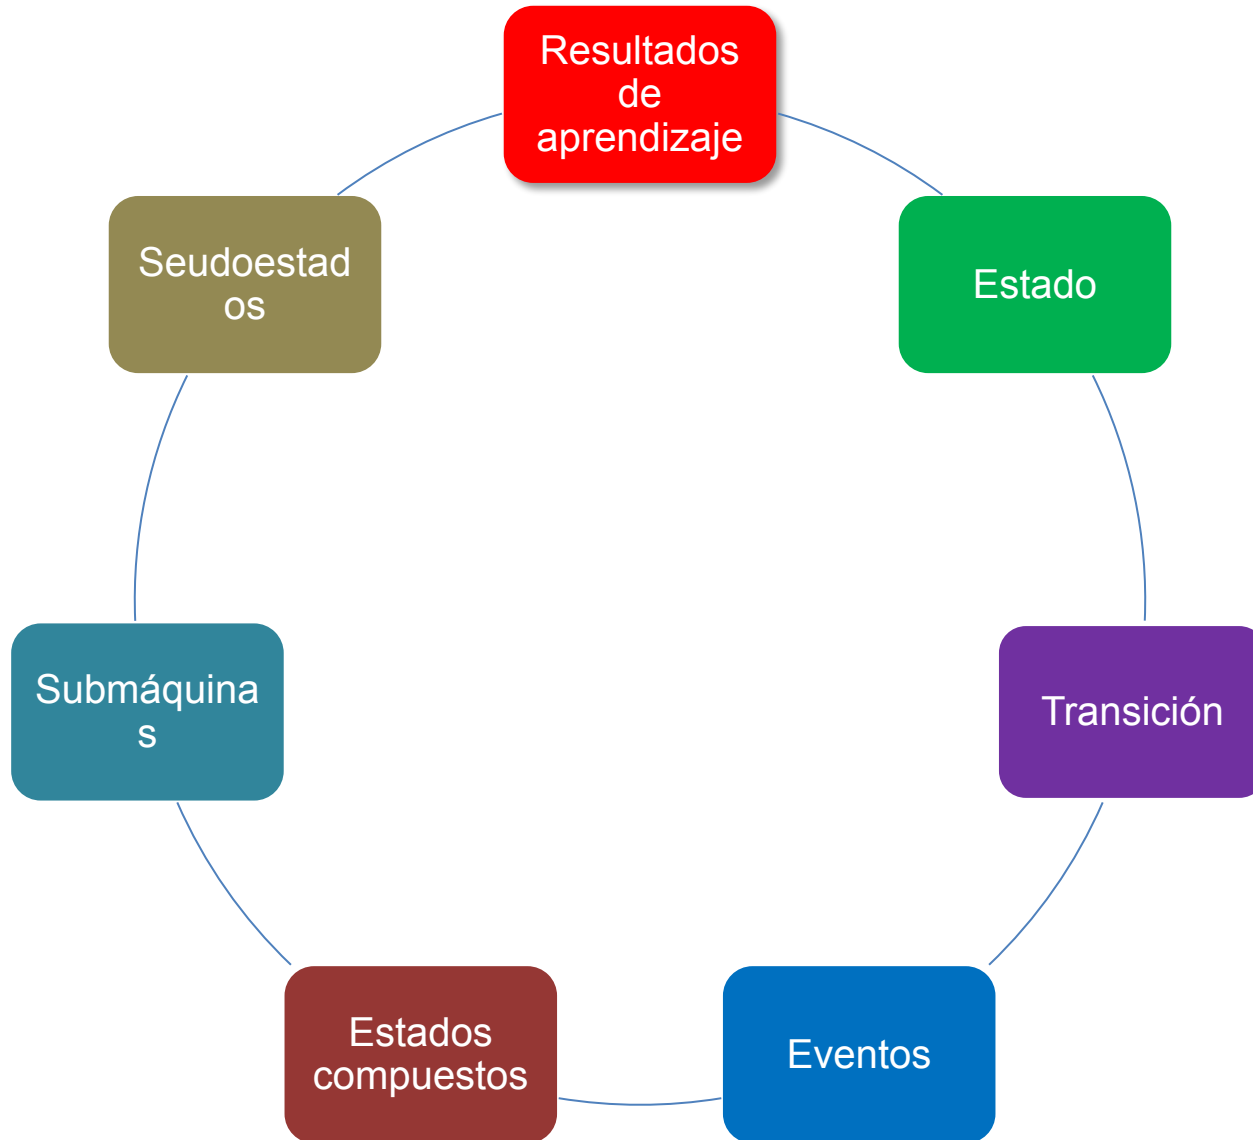 Resultados
de
aprendizaje
Estado
Transición
Eventos
Estados
compuestos
Submáquina
s
Seudoestad
os